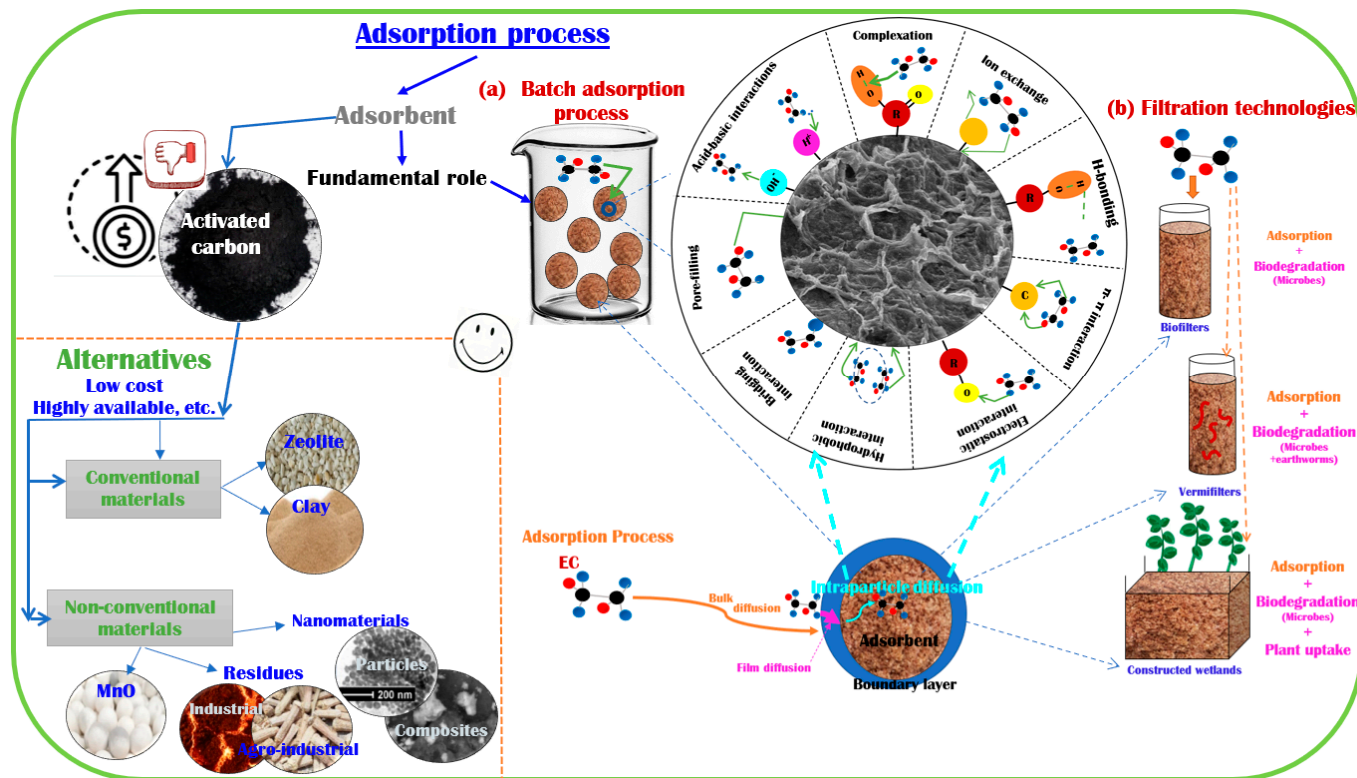 Adsorption process
Adsorbent
Fundamental role
Activated
carbon
$
Alternatives
Low cost
Highly available, etc.
Conventional
materials
Zeolite
Clay
Non-conventional
materials
Nanomaterials
Particles
200 nm
Composites
Residues
MnO
Industrial
Agro-industrial
(a) Batch adsorption
process
Complexation
H
O
R
O
Ion exchange
H-bonding
R
O
H
π- π interaction
C
Electrostatic
interaction
R
O
Hydrophobic
interaction
Bridging
interaction
Pore-filling
Acid-basic interactions
H+
OH-
Adsorption Process
EC
Bulk
diffusion
Film diffusion
Intraparticle diffusion
Adsorbent
Boundary layer
(b) Filtration technologies
Adsorption
+
Biodegradation
(Microbes)
Biofilters
Adsorption
+
Biodegradation
(Microbes
+earthworms)
Vermifilters
Adsorption
+
Biodegradation
(Microbes)
+
Plant uptake
Constructed wetlands